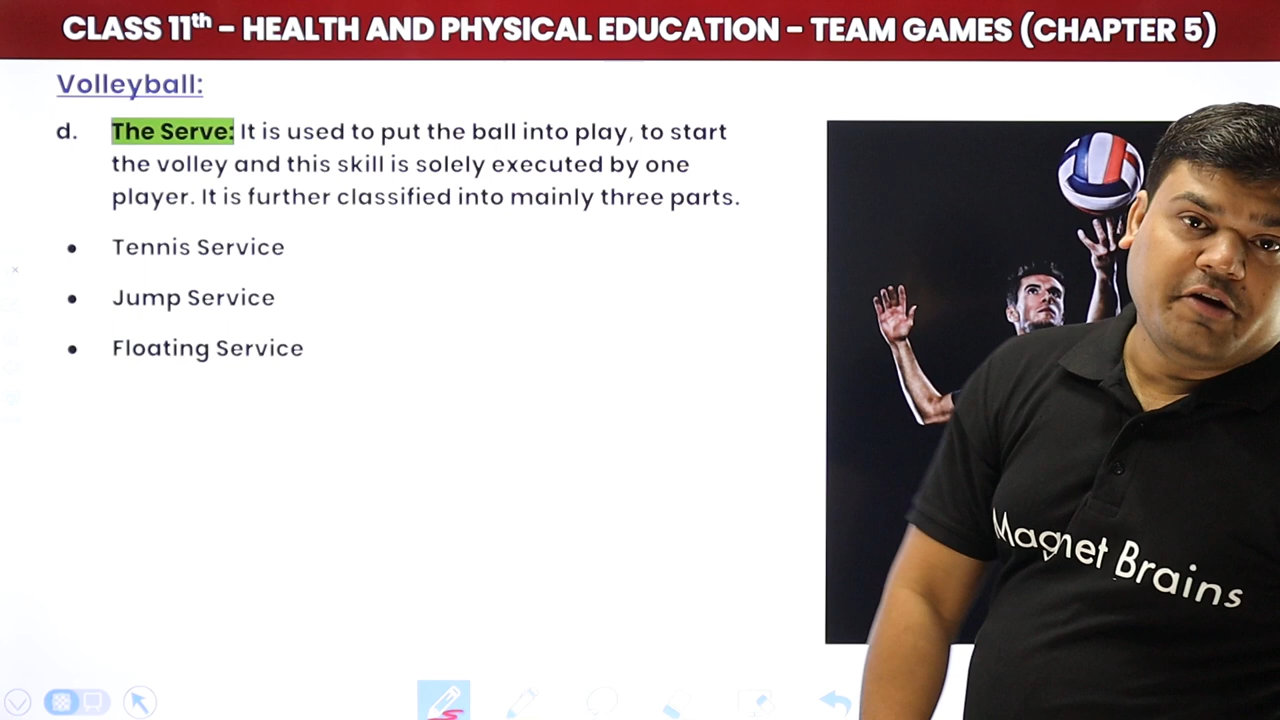 CLASS 11th – HEALTH AND PHYSICAL EDUCATION – TEAM GAMES (CHAPTER 5)
Volleyball:
d. The Serve: It is used to put the ball into play, to start
the volley and this skill is solely executed by one
player. It is further classified into mainly three parts.
• Tennis Service
• Jump Service
• Floating Service
Magnet Brains